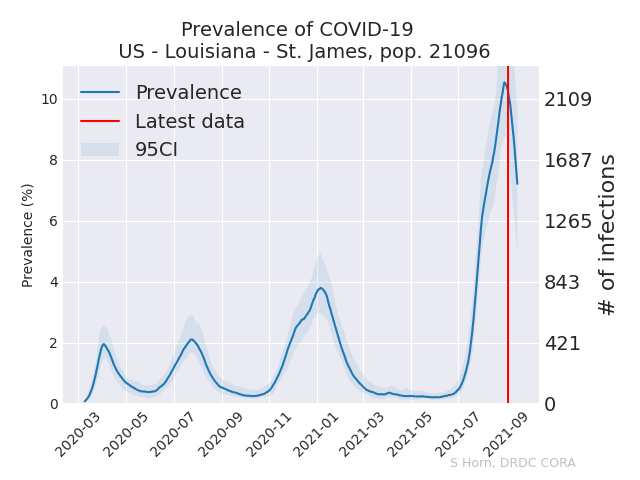 Prevalence of COVID-19
US - Louisiana - St. James, pop. 21096
Prevalence
Latest data
95CI
Prevalence (%)
10
8
6
4
2
0
2109
1687
1265
843
421
0
# of infections
2020-03
2020-05
2020-07
2020-09
2020-11
2021-01
2021-03
2021-05
2021-07
2021-09
S Horn, DRDC CORA